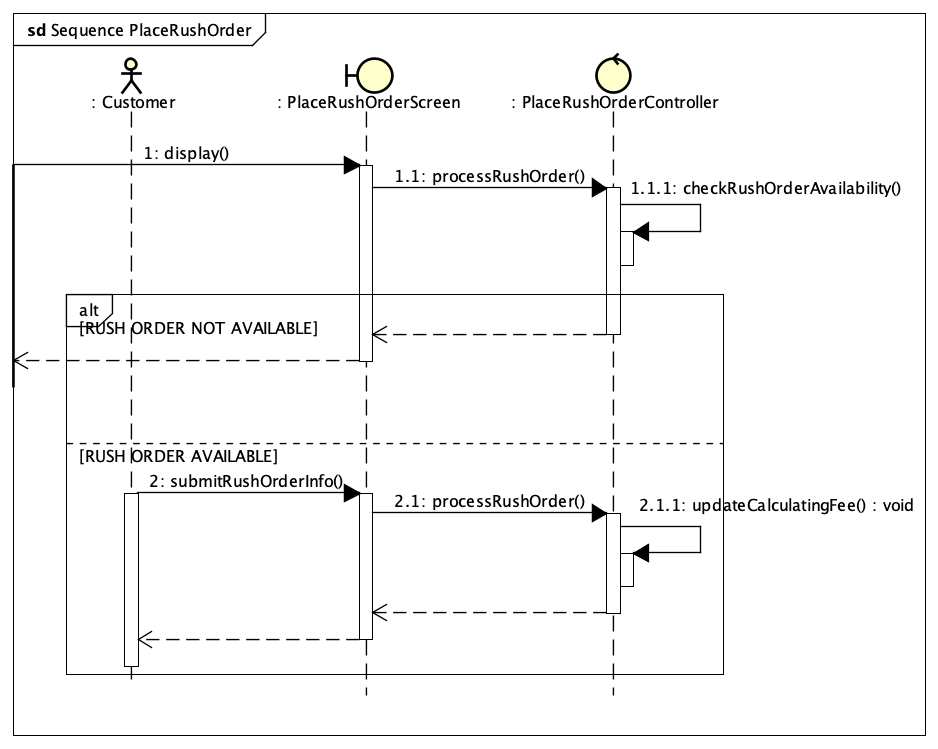 sd Sequence PlaceRushOrder
: Customer
: PlaceRushOrderScreen
: PlaceRushOrderController
1: display()
1.1: processRushOrder()
1.1.1: checkRushOrderAvailability()
alt
[RUSH ORDER NOT AVAILABLE]
[RUSH ORDER AVAILABLE]
2: submitRushOrderInfo()
2.1: processRushOrder()
2.1.1: updateCalculatingFee() : void